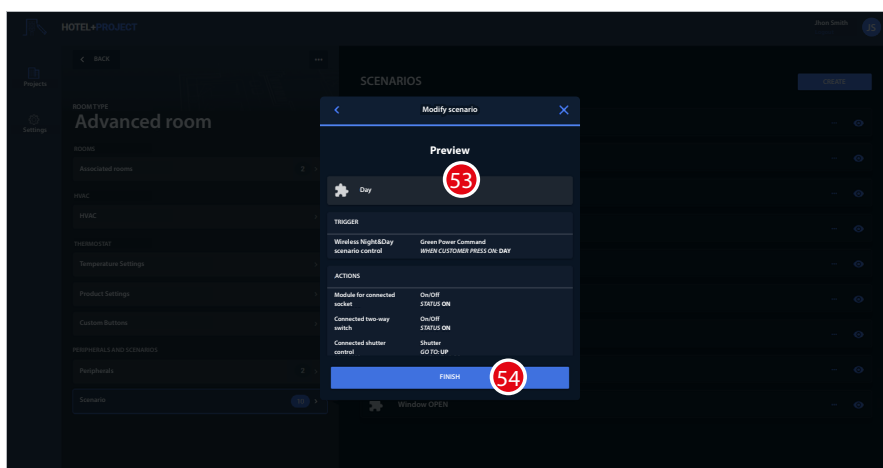 HOTEL+PROJECT
Jhon Smith
JS
BACK
Projects
Settings
ROOM TYPE
Advanced room
ROOMS
Associated rooms 2
HVAC
HVAC
THERMOSTAT
Temperature Settings
Product Settings
Custom Buttons
PERIPHERALS AND SCENARIOS
Peripherals 2
Scenario 10
SCENARIOS
CREATE
Modify scenario
Preview
53
Day
TRIGGER
Wireless Night&Day Green Power Command
scenario control WHEN CUSTOMER PRESS ON: DAY
ACTIONS
Module for connected On/Off
socket STATUS ON
Connected two-way On/Off
switch STATUS ON
Connected shutter Shutter
control GO TO: UP
FINISH
54
Window OPEN